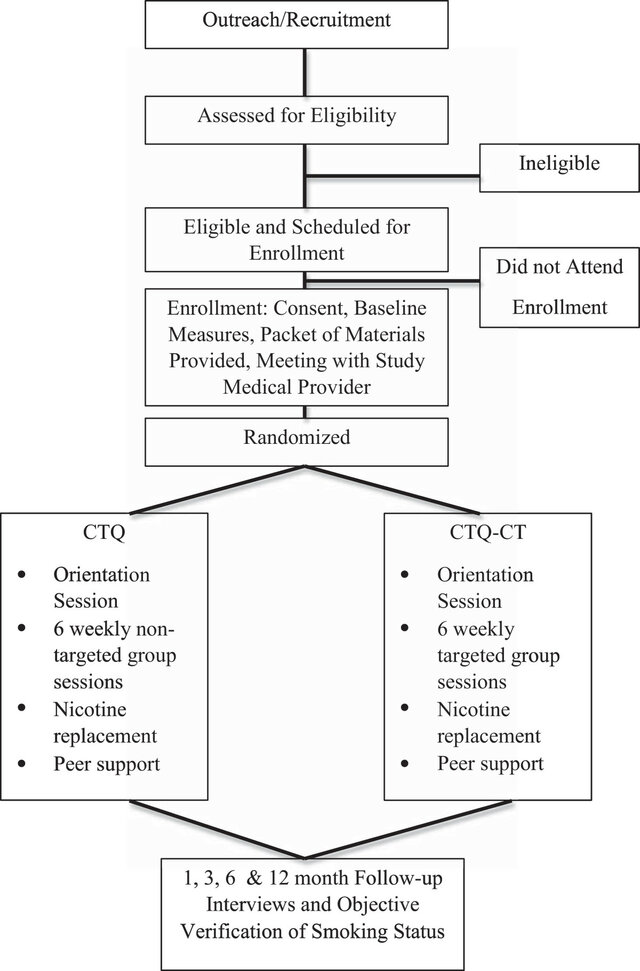 Outreach/Recruitment
Assessed for Eligibility
Ineligible
Eligible and Scheduled for
Enrollment
Did not Attend
Enrollment
Enrollment: Consent, Baseline
Measures, Packet of Materials
Provided, Meeting with Study
Medical Provider
Randomized
CTQ
• Orientation
Session
• 6 weekly non-
targeted group
sessions
• Nicotine
replacement
• Peer support
CTQ-CT
• Orientation
Session
• 6 weekly
targeted group
sessions
• Nicotine
replacement
• Peer support
1, 3, 6 & 12 month Follow-up
Interviews and Objective
Verification of Smoking Status